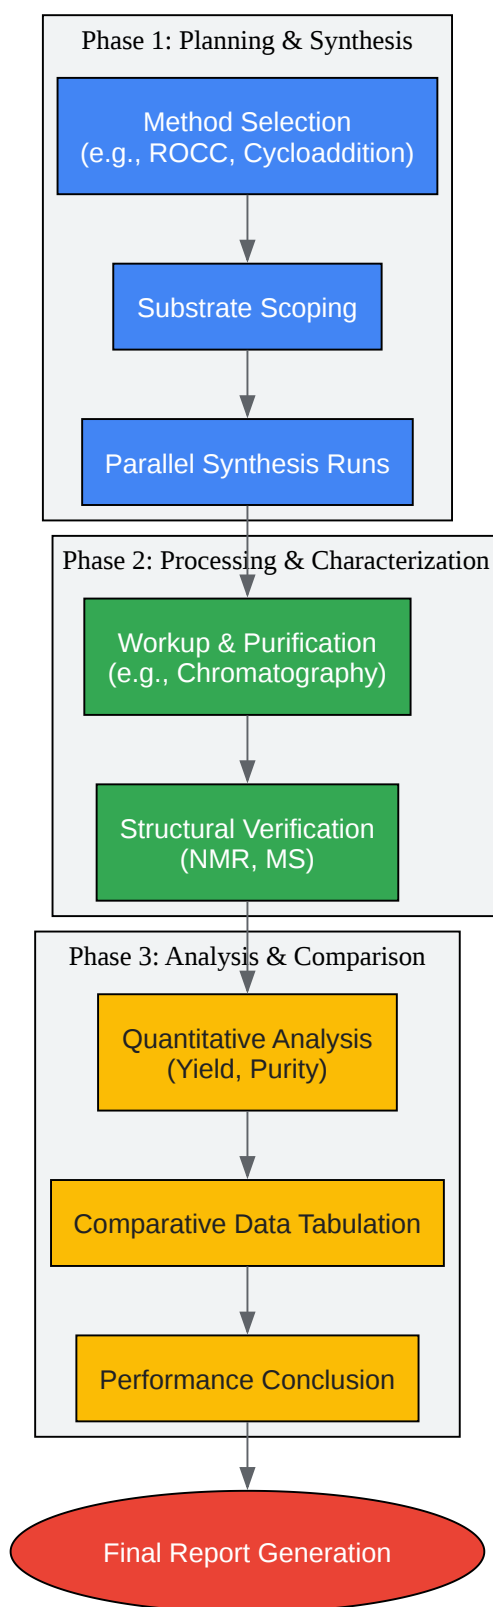 Phase 1: Planning & Synthesis
Method Selection
(e.g., ROCC, Cycloaddition)
Substrate Scoping
Parallel Synthesis Runs
Phase 2: Processing & Characterization
Workup & Purification
(e.g., Chromatography)
Structural Verification
(NMR, MS)
Phase 3: Analysis & Comparison
Quantitative Analysis
(Yield, Purity)
Comparative Data Tabulation
Performance Conclusion
Final Report Generation